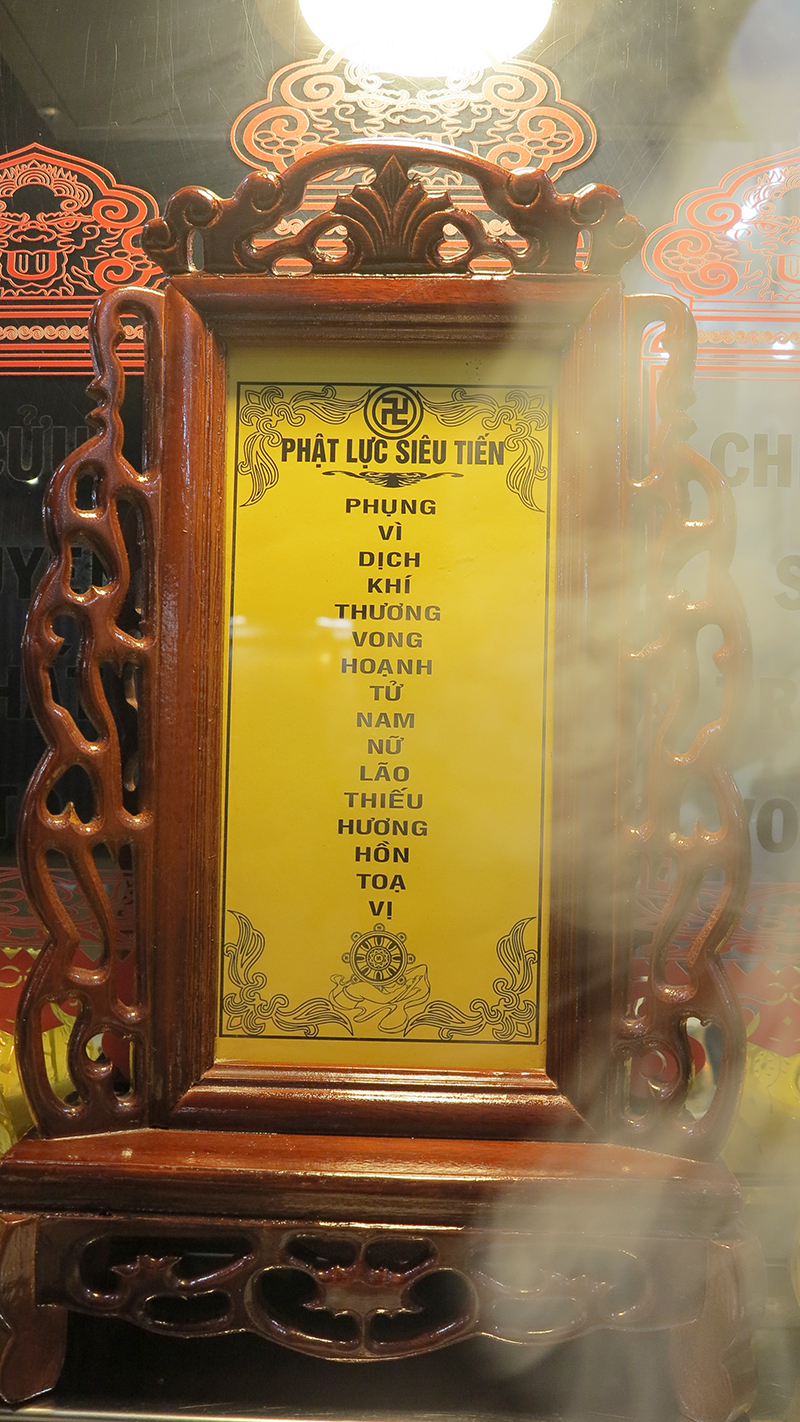 PHẬT LỰC SIÊU TIẾN
PHỤNG
VÌ
DỊCH
KHÍ
THƯƠNG
VONG
HOẠNH
TỬ
NAM
NỮ
LÃO
THIẾU
HƯƠNG
HỒN
TOẠ
VỊ